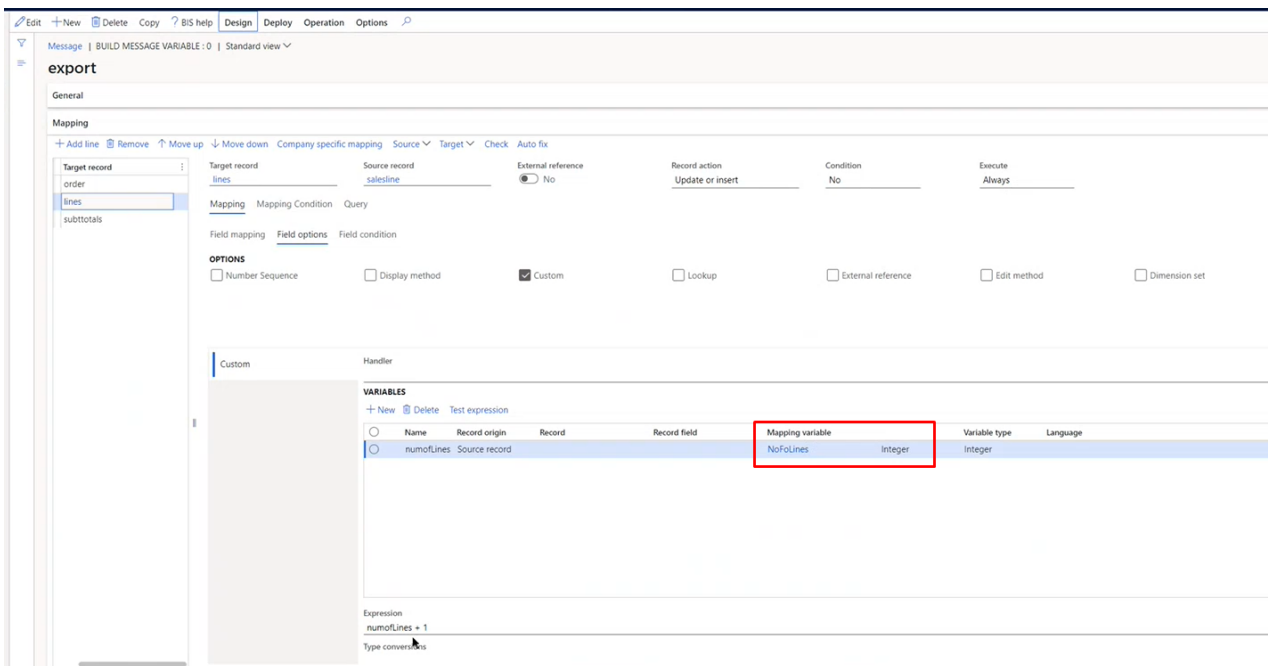 Edit New Delete Copy ? BIS help Design Deploy Operation Options
Message | BUILD MESSAGE VARIABLE : 0 | Standard view
export
General
Mapping
+ Add line Remove Move up Move down Company specific mapping Source Target Check Auto fix
Target record
order
lines
subttotals
Target record Source record External reference Record action Condition Execute
lines salesline No Update or insert No Always
Mapping Mapping Condition Query
Field mapping Field options Field condition
OPTIONS
Number Sequence Display method Custom Lookup External reference Edit method Dimension set
Custom
Handler
VARIABLES
+ New Delete Test expression
Name Record origin Record Record field Mapping variable Variable type Language
numofLines Source record NoFoLines Integer Integer
Expression
numofLines + 1
Type conversions